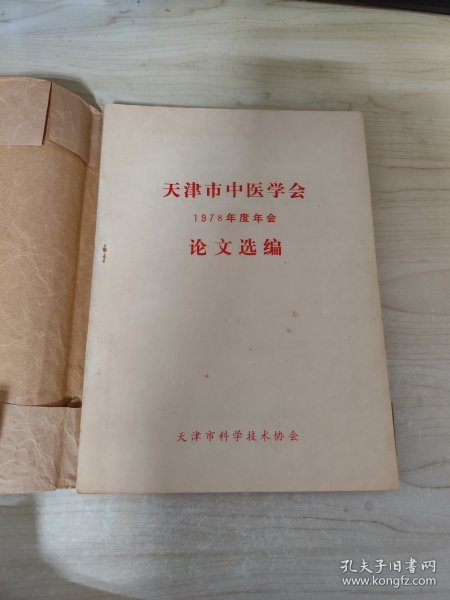 天津市中医学会
1978年度年会
论文选编
天津市科学技术协会
孔夫子旧书网
www.kongfz.com